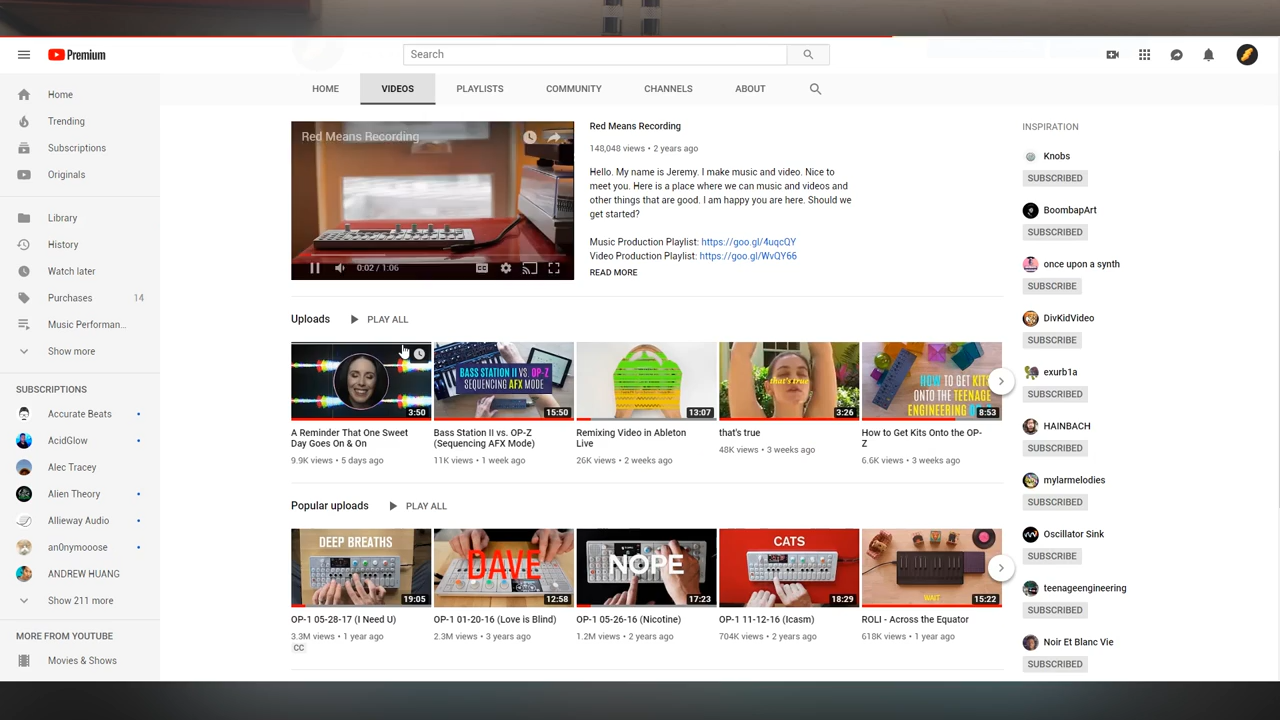 Premium
Search
HOME
VIDEOS
PLAYLISTS
COMMUNITY
CHANNELS
ABOUT
Home
Trending
Subscriptions
Originals
Library
History
Watch later
Purchases 14
Music Performan...
Show more
SUBSCRIPTIONS
Accurate Beats
AcidGlow
Alec Tracey
Alien Theory
Allieway Audio
an0nymooose
ANDREW HUANG
Show 211 more
MORE FROM YOUTUBE
Movies & Shows
Red Means Recording
0:02 / 1:06
CC
Red Means Recording
148,048 views • 2 years ago
Hello. My name is Jeremy. I make music and video. Nice to
meet you. Here is a place where we can music and videos and
other things that are good. I am happy you are here. Should we
get started?
Music Production Playlist: https://goo.gl/4uqcQY
Video Production Playlist: https://goo.gl/WvQY66
READ MORE
Uploads
PLAY ALL
3:50
A Reminder That One Sweet
Day Goes On & On
9.9K views • 5 days ago
BASS STATION II VS. OP-Z
SEQUENCING AFX MODE
15:50
Bass Station II vs. OP-Z
(Sequencing AFX Mode)
11K views • 1 week ago
13:07
Remixing Video in Ableton
Live
26K views • 2 weeks ago
that's true
3:26
that's true
48K views • 3 weeks ago
HOW TO GET KITS
ONTO THE TEENAGE
ENGINEERING
8:53
How to Get Kits Onto the OP-
Z
6.6K views • 3 weeks ago
Popular uploads
PLAY ALL
DEEP BREATHS
19:05
OP-1 05-28-17 (I Need U)
3.3M views • 1 year ago
CC
DAVE
12:58
OP-1 01-20-16 (Love is Blind)
2.3M views • 3 years ago
NOPE
17:23
OP-1 05-26-16 (Nicotine)
1.2M views • 2 years ago
CATS
18:29
OP-1 11-12-16 (Icasm)
704K views • 2 years ago
WAIT
15:22
ROLI - Across the Equator
618K views • 1 year ago
INSPIRATION
Knobs
SUBSCRIBED
BoombapArt
SUBSCRIBED
once upon a synth
SUBSCRIBE
DivKidVideo
SUBSCRIBE
exurb1a
SUBSCRIBED
HAINBACH
SUBSCRIBED
mylarmelodies
SUBSCRIBED
Oscillator Sink
SUBSCRIBE
teenageengineering
SUBSCRIBED
Noir Et Blanc Vie
SUBSCRIBED